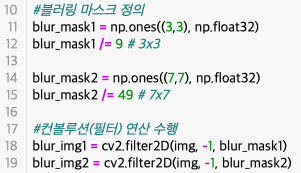 10 #블러링 마스크 정의
11 blur_mask1 = np.ones((3,3), np.float32)
12 blur_mask1 /= 9 # 3x3
13
14 blur_mask2 = np.ones((7,7), np.float32)
15 blur_mask2 /= 49 # 7x7
16
17 #컨볼루션(필터) 연산 수행
18 blur_img1 = cv2.filter2D(img, -1, blur_mask1)
19 blur_img2 = cv2.filter2D(img, -1, blur_mask2)